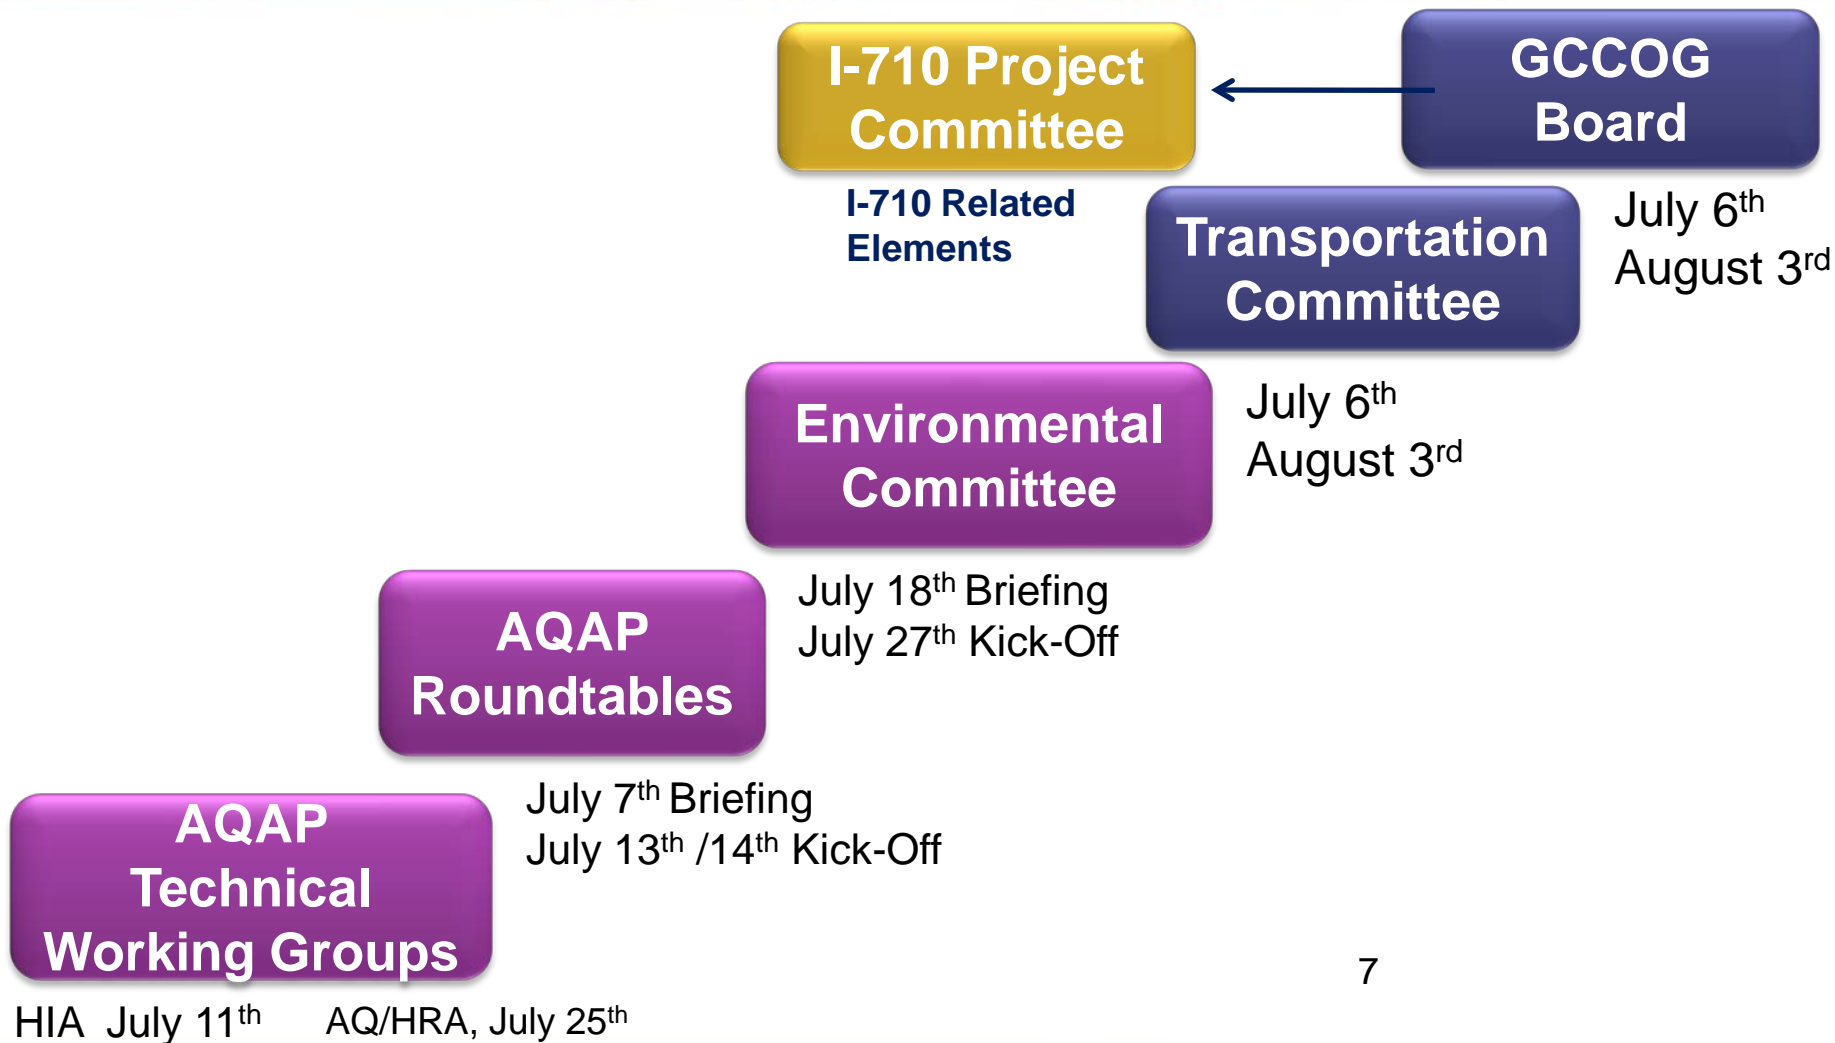 I-710 Project
Committee
GCCOG
Board
I-710 Related
Elements
July 6th
August 3rd
Transportation
Committee
July 6th
August 3rd
Environmental
Committee
July 18th Briefing
July 27th Kick-Off
AQAP
Roundtables
July 7th Briefing
July 13th /14th Kick-Off
AQAP
Technical
Working Groups
HIA July 11th
AQ/HRA, July 25th
7